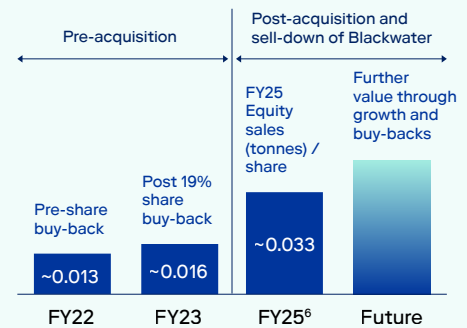 Pre-acquisition
Post-acquisition and
sell-down of Blackwater
Pre-share
buy-back
~0.013
Post 19%
share
buy-back
~0.016
FY25
Equity
sales
(tonnes) /
share
~0.033
Further
value through
growth and
buy-backs
FY22
FY23
FY25⁶
Future